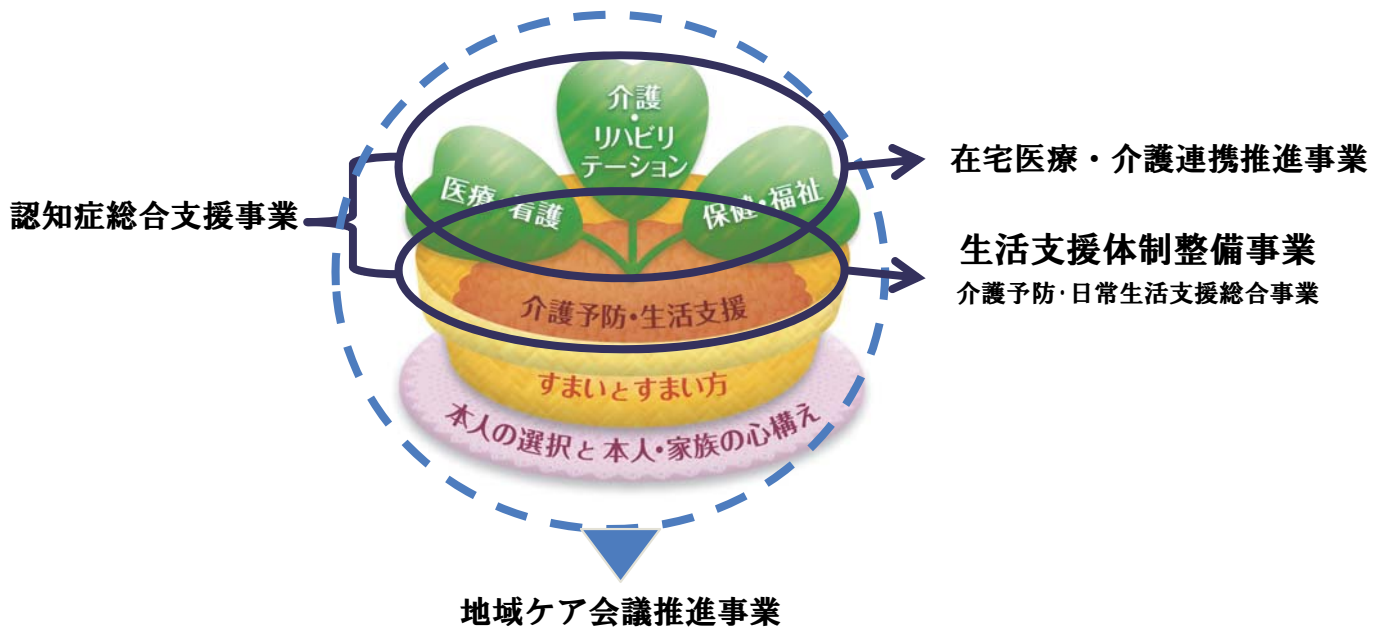 介護
・
リハビリ
テーション
医療・看護
保健・福祉
在宅医療・介護連携推進事業
認知症総合支援事業
生活支援体制整備事業
介護予防・日常生活支援総合事業
介護予防・生活支援
すまいとすまい方
本人の選択と本人・家族の心構え
地域ケア会議推進事業